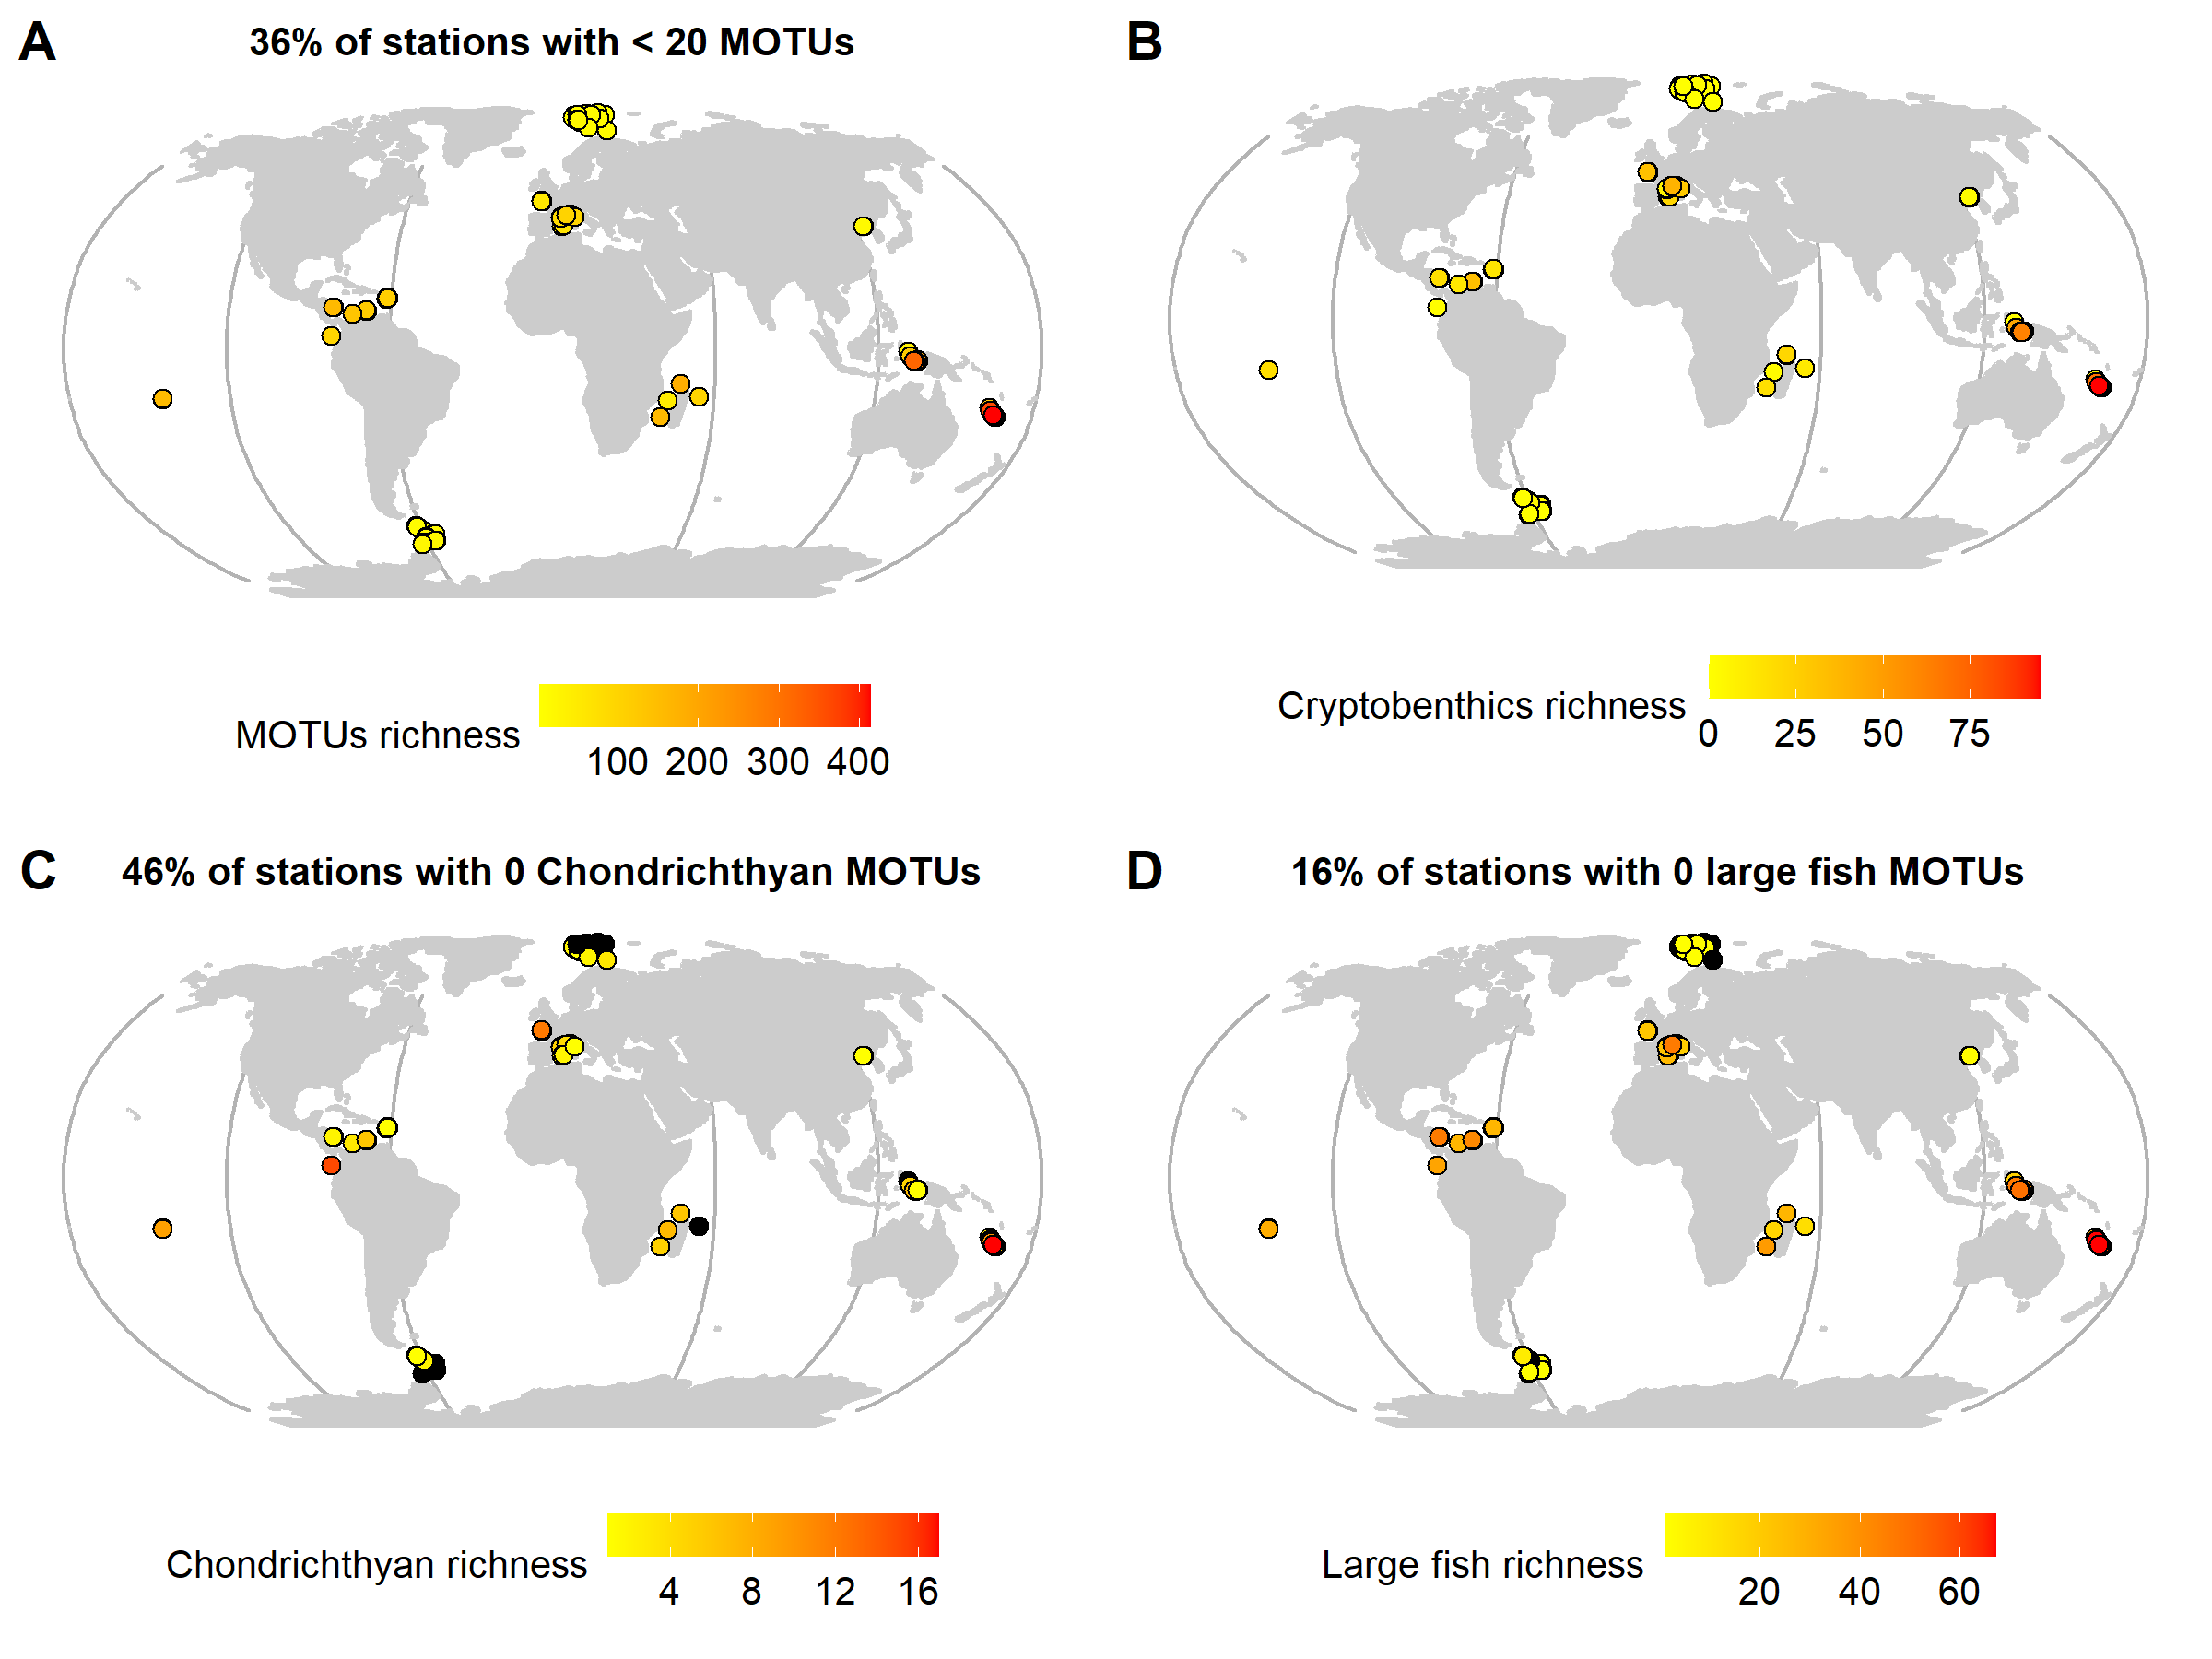 A
36% of stations with < 20 MOTUs
MOTUs richness
100 200 300 400
B
Cryptobenthics richness
0 25 50 75
C
46% of stations with 0 Chondrichthyan MOTUs
Chondrichthyan richness
4 8 12 16
D
16% of stations with 0 large fish MOTUs
Large fish richness
20 40 60